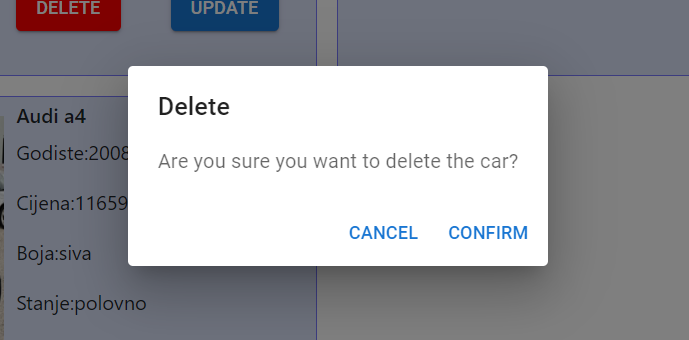 DELETE UPDATE
Audi a4
Godiste:2008
Cijena:11659
Boja:siva
Stanje:polovno
Delete
Are you sure you want to delete the car?
CANCEL CONFIRM